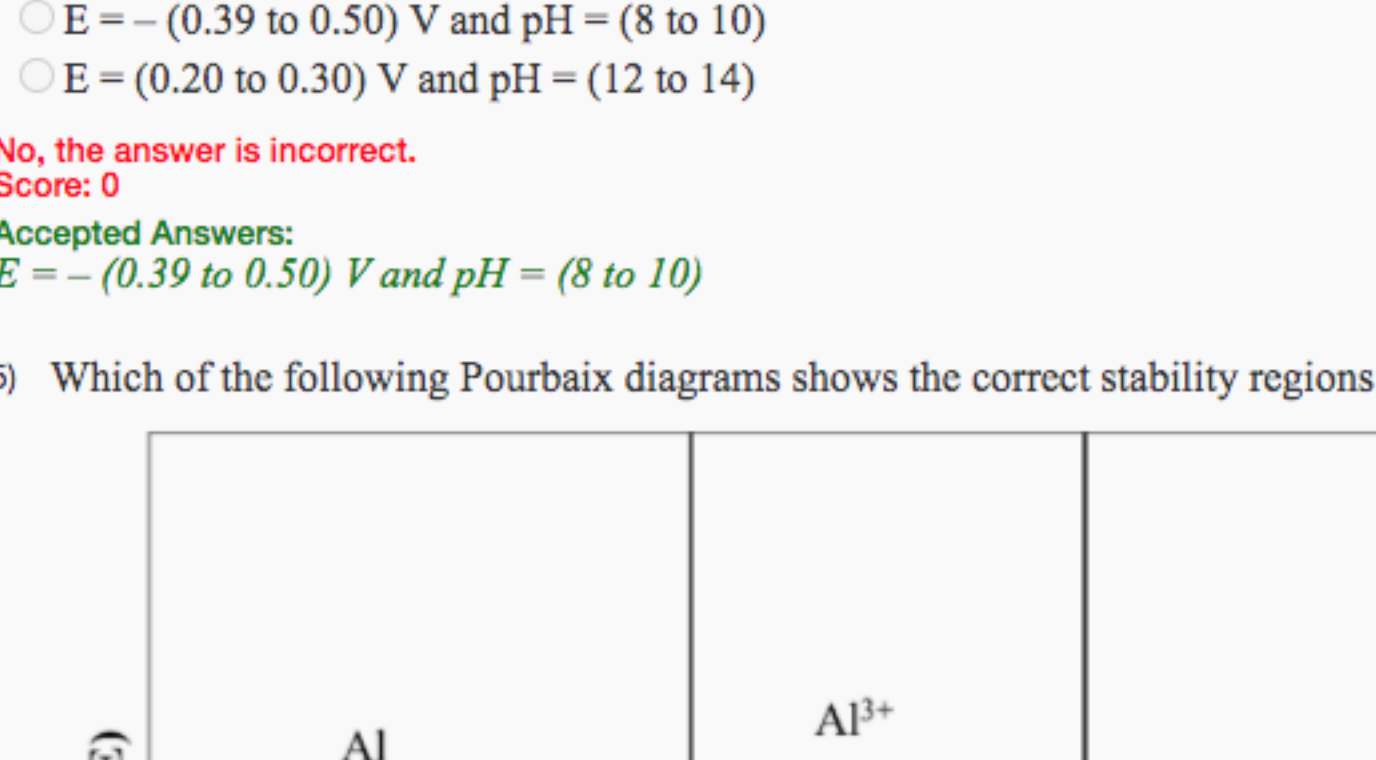 E = – (0.39 to 0.50) V and pH = (8 to 10)
E = (0.20 to 0.30) V and pH = (12 to 14)
No, the answer is incorrect.
Score: 0
Accepted Answers:
E = – (0.39 to 0.50) V and pH = (8 to 10)
5) Which of the following Pourbaix diagrams shows the correct stability regions
Al³⁺
Al